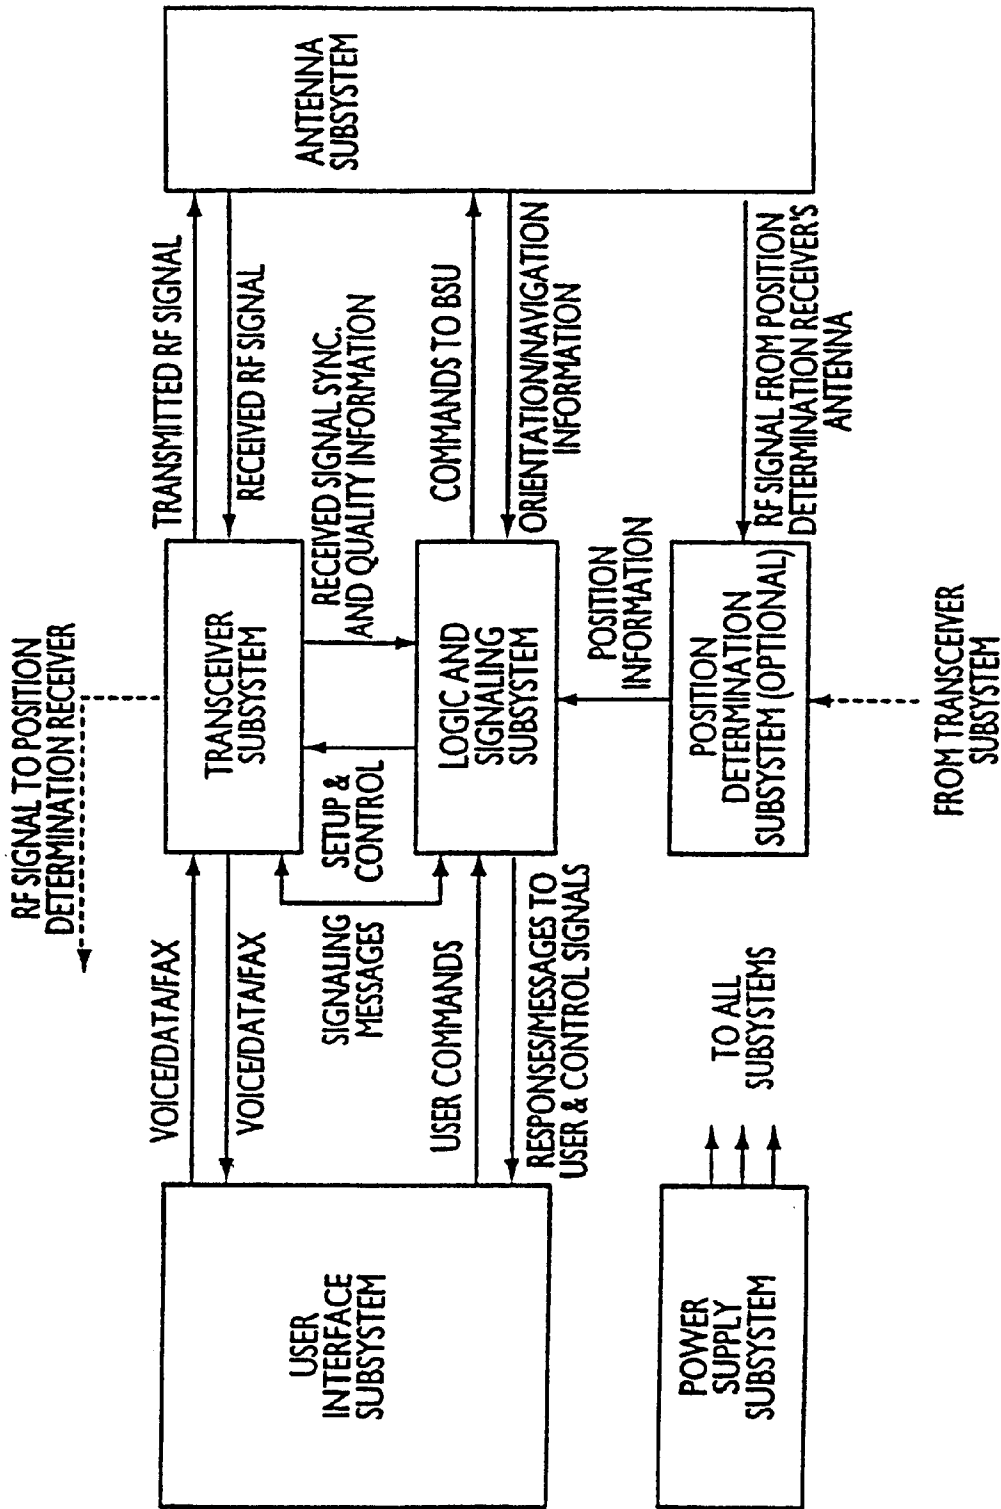 RF SIGNAL TO POSITION
DETERMINATION RECEIVER
VOICE/DATA/FAX
VOICE/DATA/FAX
TRANSCEIVER
SUBSYSTEM
TRANSMITTED RF SIGNAL
RECEIVED RF SIGNAL
ANTENNA
SUBSYSTEM
SETUP &
CONTROL
SIGNALING
MESSAGES
RECEIVED SIGNAL SYNC.
AND QUALITY INFORMATION
USER
INTERFACE
SUBSYSTEM
USER COMMANDS
RESPONSES/MESSAGES TO
USER & CONTROL SIGNALS
LOGIC AND
SIGNALING
SUBSYSTEM
COMMANDS TO BSU
ORIENTATION/NAVIGATION
INFORMATION
POSITION
INFORMATION
POWER
SUPPLY
SUBSYSTEM
TO ALL
SUBSYSTEMS
POSITION
DETERMINATION
SUBSYSTEM (OPTIONAL)
RF SIGNAL FROM POSITION
DETERMINATION RECEIVER'S
ANTENNA
FROM TRANSCEIVER
SUBSYSTEM